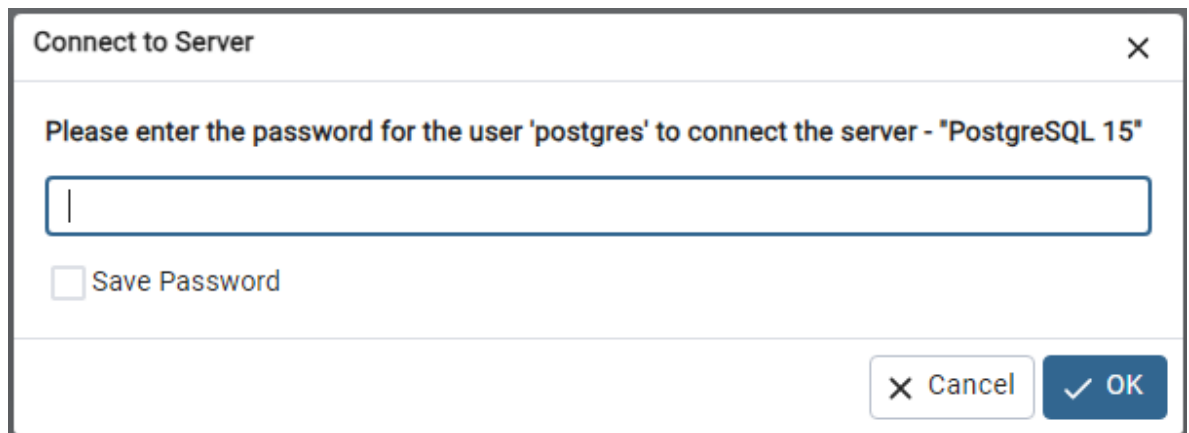 Connect to Server
Please enter the password for the user 'postgres' to connect the server - "PostgreSQL 15"
Save Password
Cancel
OK